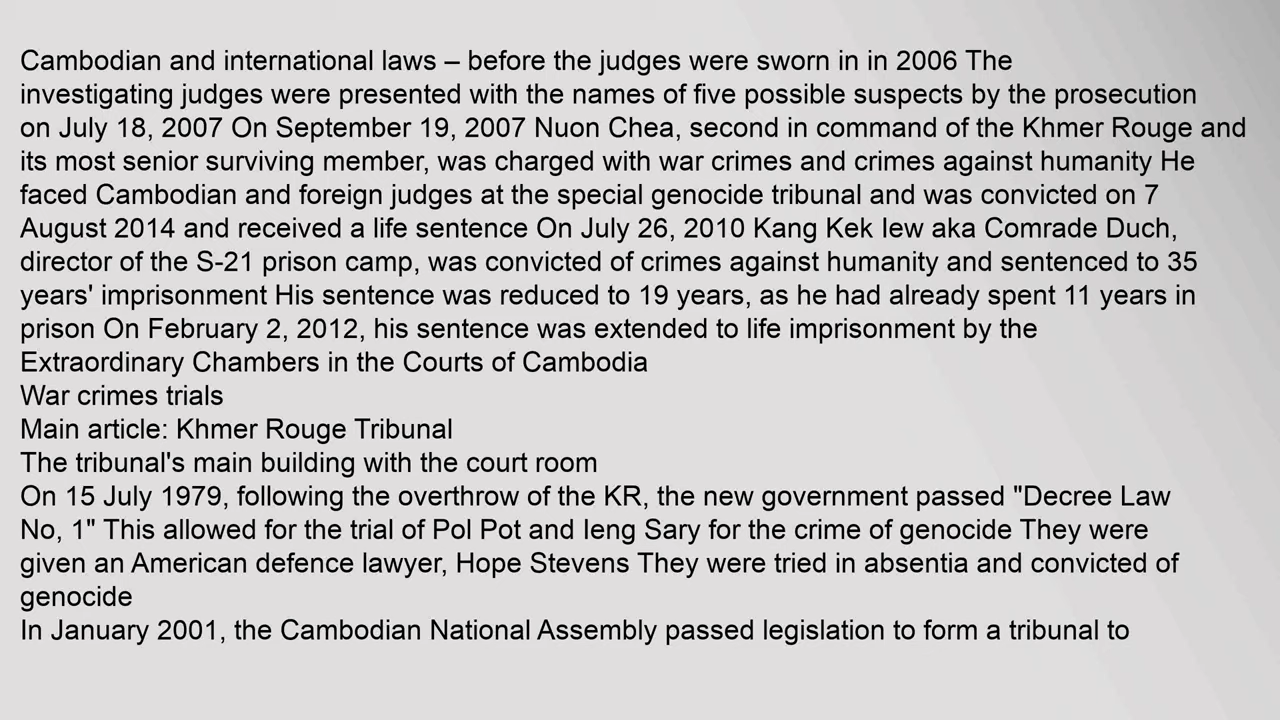 Cambodian and international laws – before the judges were sworn in in 2006 The
investigating judges were presented with the names of five possible suspects by the prosecution
on July 18, 2007 On September 19, 2007 Nuon Chea, second in command of the Khmer Rouge and
its most senior surviving member, was charged with war crimes and crimes against humanity He
faced Cambodian and foreign judges at the special genocide tribunal and was convicted on 7
August 2014 and received a life sentence On July 26, 2010 Kang Kek Iew aka Comrade Duch,
director of the S-21 prison camp, was convicted of crimes against humanity and sentenced to 35
years' imprisonment His sentence was reduced to 19 years, as he had already spent 11 years in
prison On February 2, 2012, his sentence was extended to life imprisonment by the
Extraordinary Chambers in the Courts of Cambodia
War crimes trials
Main article: Khmer Rouge Tribunal
The tribunal's main building with the court room
On 15 July 1979, following the overthrow of the KR, the new government passed "Decree Law
No, 1" This allowed for the trial of Pol Pot and Ieng Sary for the crime of genocide They were
given an American defence lawyer, Hope Stevens They were tried in absentia and convicted of
genocide
In January 2001, the Cambodian National Assembly passed legislation to form a tribunal to